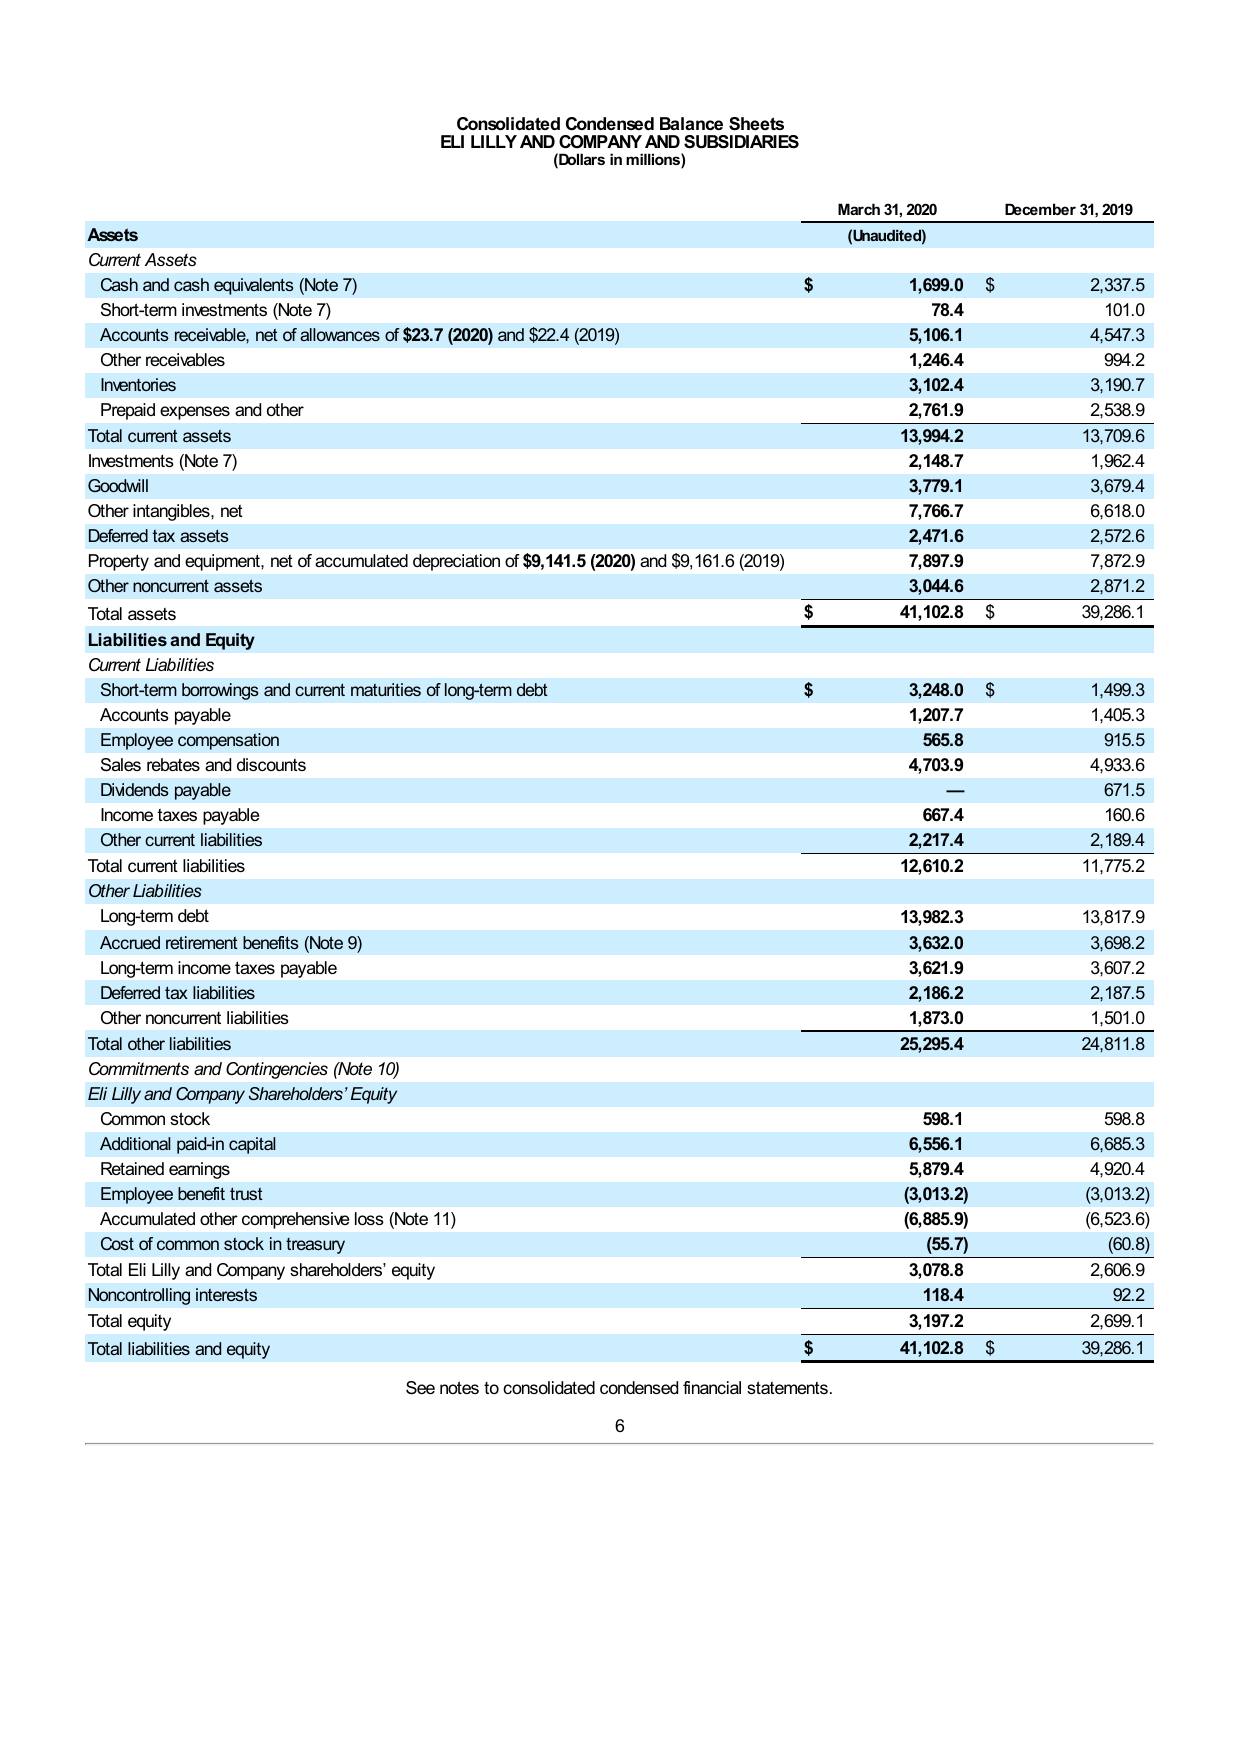 Consolidated Condensed Balance Sheets
ELI LILLY AND COMPANY AND SUBSIDIARIES
(Dollars in millions)
March 31, 2020 December 31, 2019
Assets (Unaudited)
Current Assets
Cash and cash equivalents (Note 7) $ 1,699.0 $ 2,337.5
Short-term investments (Note 7) 78.4 101.0
Accounts receivable, net of allowances of $23.7 (2020) and $22.4 (2019) 5,106.1 4,547.3
Other receivables 1,246.4 994.2
Inventories 3,102.4 3,190.7
Prepaid expenses and other 2,761.9 2,538.9
Total current assets 13,994.2 13,709.6
Investments (Note 7) 2,148.7 1,962.4
Goodwill 3,779.1 3,679.4
Other intangibles, net 7,766.7 6,618.0
Deferred tax assets 2,471.6 2,572.6
Property and equipment, net of accumulated depreciation of $9,141.5 (2020) and $9,161.6 (2019) 7,897.9 7,872.9
Other noncurrent assets 3,044.6 2,871.2
Total assets $ 41,102.8 $ 39,286.1
Liabilities and Equity
Current Liabilities
Short-term borrowings and current maturities of long-term debt $ 3,248.0 $ 1,499.3
Accounts payable 1,207.7 1,405.3
Employee compensation 565.8 915.5
Sales rebates and discounts 4,703.9 4,933.6
Dividends payable — 671.5
Income taxes payable 667.4 160.6
Other current liabilities 2,217.4 2,189.4
Total current liabilities 12,610.2 11,775.2
Other Liabilities
Long-term debt 13,982.3 13,817.9
Accrued retirement benefits (Note 9) 3,632.0 3,698.2
Long-term income taxes payable 3,621.9 3,607.2
Deferred tax liabilities 2,186.2 2,187.5
Other noncurrent liabilities 1,873.0 1,501.0
Total other liabilities 25,295.4 24,811.8
Commitments and Contingencies (Note 10)
Eli Lilly and Company Shareholders’ Equity
Common stock 598.1 598.8
Additional paid-in capital 6,556.1 6,685.3
Retained earnings 5,879.4 4,920.4
Employee benefit trust (3,013.2) (3,013.2)
Accumulated other comprehensive loss (Note 11) (6,885.9) (6,523.6)
Cost of common stock in treasury (55.7) (60.8)
Total Eli Lilly and Company shareholders’ equity 3,078.8 2,606.9
Noncontrolling interests 118.4 92.2
Total equity 3,197.2 2,699.1
Total liabilities and equity $ 41,102.8 $ 39,286.1
See notes to consolidated condensed financial statements.
6